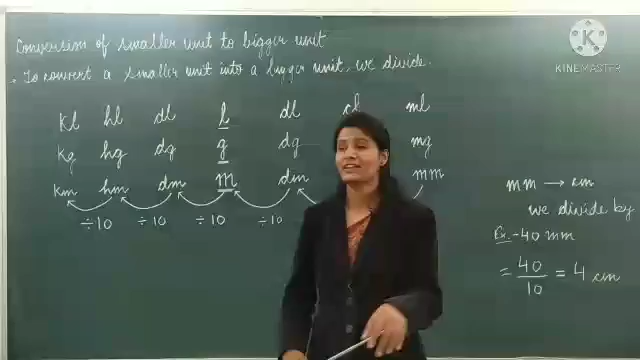 Conversion of smaller unit to bigger unit
• To convert a smaller unit into a bigger unit, we divide.
K
KINEMASTER
Kl hl dl l dl cl ml
Kg hg dg g dg mg
km hm dm m dm mm
÷10 ÷10 ÷10 ÷10
mm → cm
we divide by
Ex:- 40 mm
= 40/10 = 4 cm